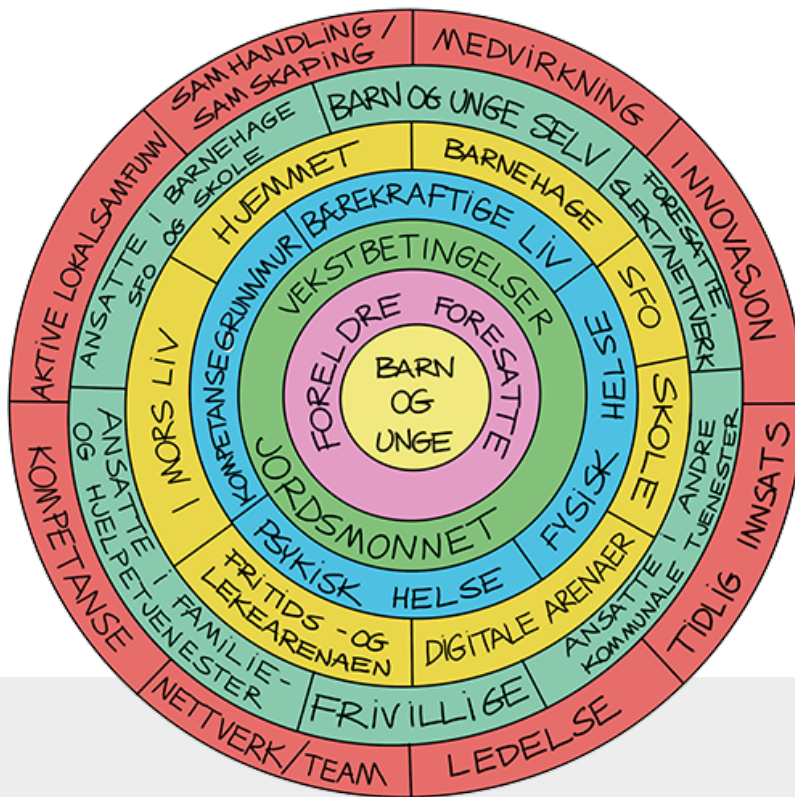 BARN
OG
UNGE
FORELDRE FORESATTE
VEKSTBETINGELSER
JORDSMONNET
BÆREKRAFTIGE LIV
FYSISK HELSE
PSYKISK HELSE
KOMPETANSEGRUNNMUR
HJEMMET
BARNEHAGE
SFO
SKOLE
DIGITALE ARENAER
FRITIDS - OG
LEKEARENAEN
I MORS LIV
BARN OG UNGE SELV
FORESATTE
SLEKT/NETTVERK
ANSATTE I ANDRE
KOMMUNALE TJENESTER
FRIVILLIGE
ANSATTE I FAMILIE-
OG HJELPETJENESTER
ANSATTE I BARNEHAGE
SFO OG SKOLE
SAMHANDLING /
SAMSKAPING
MEDVIRKNING
INNOVASJON
TIDLIG INNSATS
LEDELSE
NETTVERK/TEAM
KOMPETANSE
AKTIVE LOKALSAMFUNN